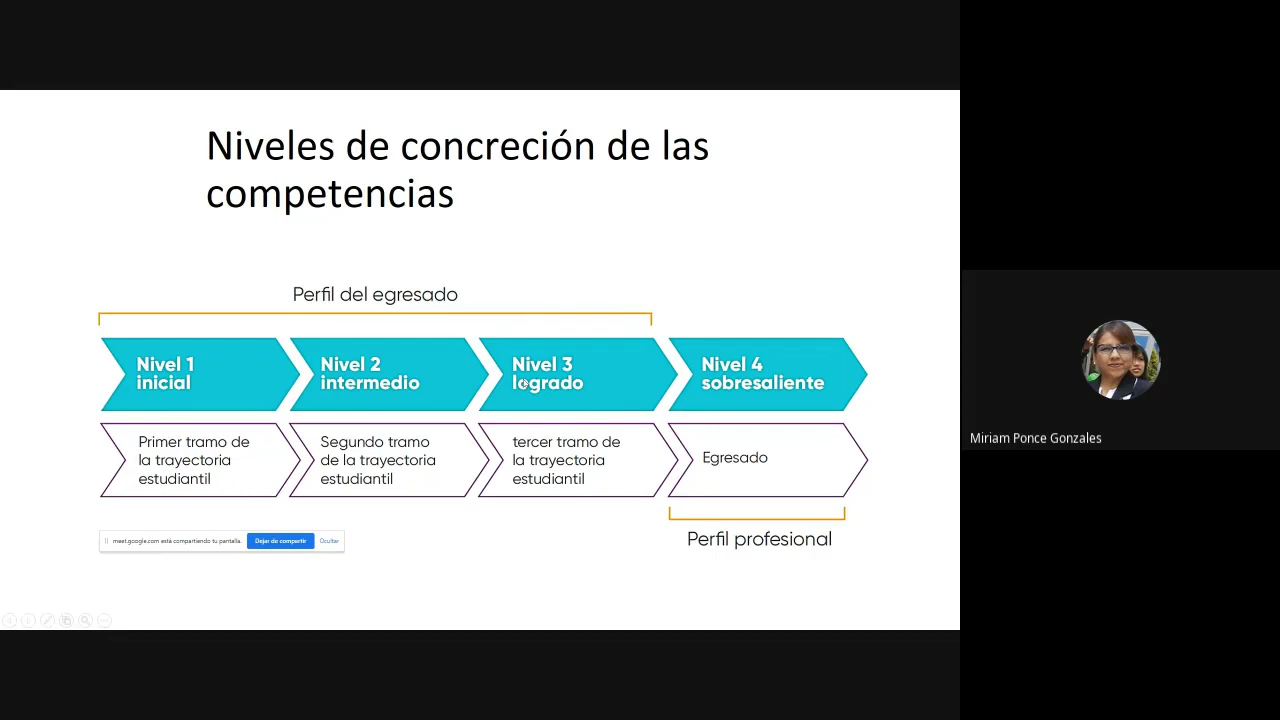 Niveles de concreción de las
competencias
Perfil del egresado
Nivel 1
inicial
Nivel 2
intermedio
Nivel 3
logrado
Nivel 4
sobresaliente
Primer tramo de
la trayectoria
estudiantil
Segundo tramo
de la trayectoria
estudiantil
tercer tramo de
la trayectoria
estudiantil
Egresado
Perfil profesional
meet.google.com está compartiendo tu pantalla.
Dejar de compartir
Ocultar
Miriam Ponce Gonzales